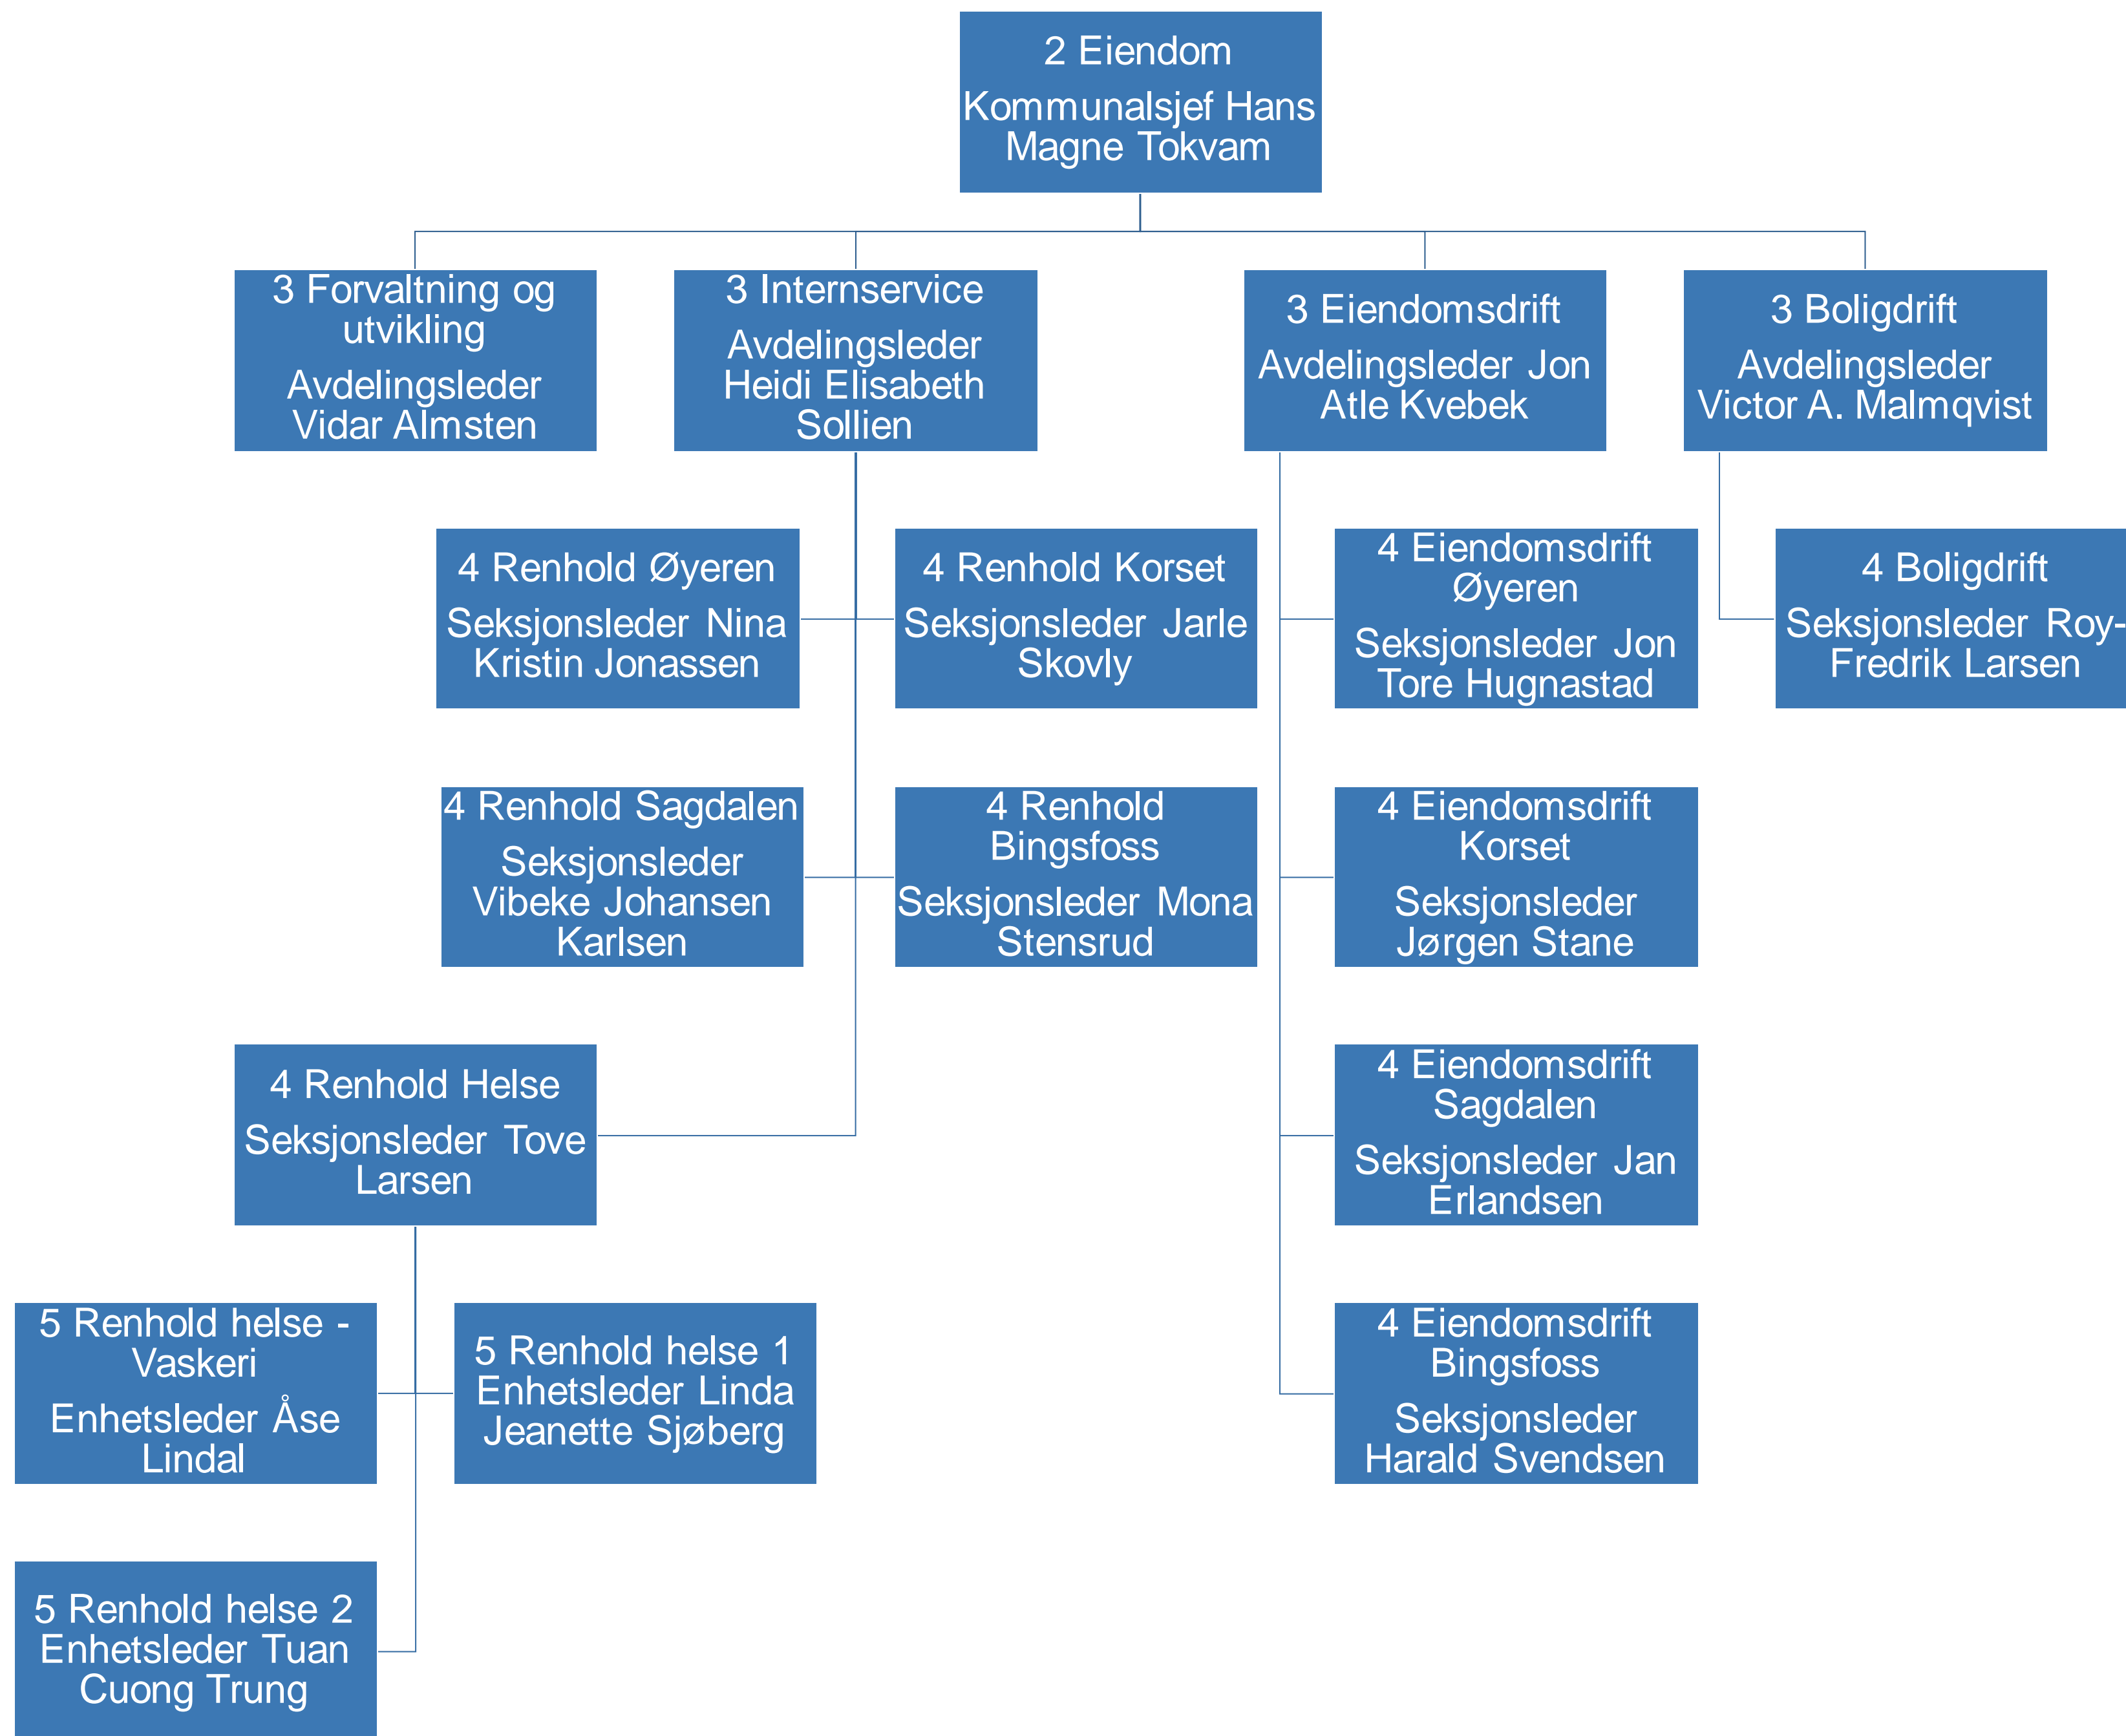 2 Eiendom
Kommunalsjef Hans
Magne Tokvam
3 Forvaltning og
utvikling
Avdelingsleder
Vidar Almsten
3 Internservice
Avdelingsleder
Heidi Elisabeth
Sollien
3 Eiendomsdrift
Avdelingsleder Jon
Atle Kvebek
3 Boligdrift
Avdelingsleder
Victor A. Malmqvist
4 Renhold Øyeren
Seksjonsleder Nina
Kristin Jonassen
4 Renhold Korset
Seksjonsleder Jarle
Skovly
4 Eiendomsdrift
Øyeren
Seksjonsleder Jon
Tore Hugnastad
4 Boligdrift
Seksjonsleder Roy-
Fredrik Larsen
4 Renhold Sagdalen
Seksjonsleder
Vibeke Johansen
Karlsen
4 Renhold
Bingsfoss
Seksjonsleder Mona
Stensrud
4 Eiendomsdrift
Korset
Seksjonsleder
Jørgen Stane
4 Renhold Helse
Seksjonsleder Tove
Larsen
4 Eiendomsdrift
Sagdalen
Seksjonsleder Jan
Erlandsen
5 Renhold helse -
Vaskeri
Enhetsleder Åse
Lindal
5 Renhold helse 1
Enhetsleder Linda
Jeanette Sjøberg
4 Eiendomsdrift
Bingsfoss
Seksjonsleder
Harald Svendsen
5 Renhold helse 2
Enhetsleder Tuan
Cuong Trung